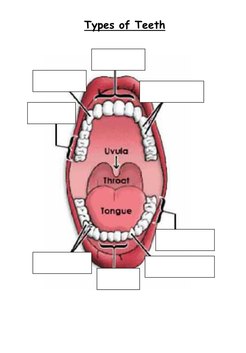 Types of Teeth
Uvula
Throat
Tongue